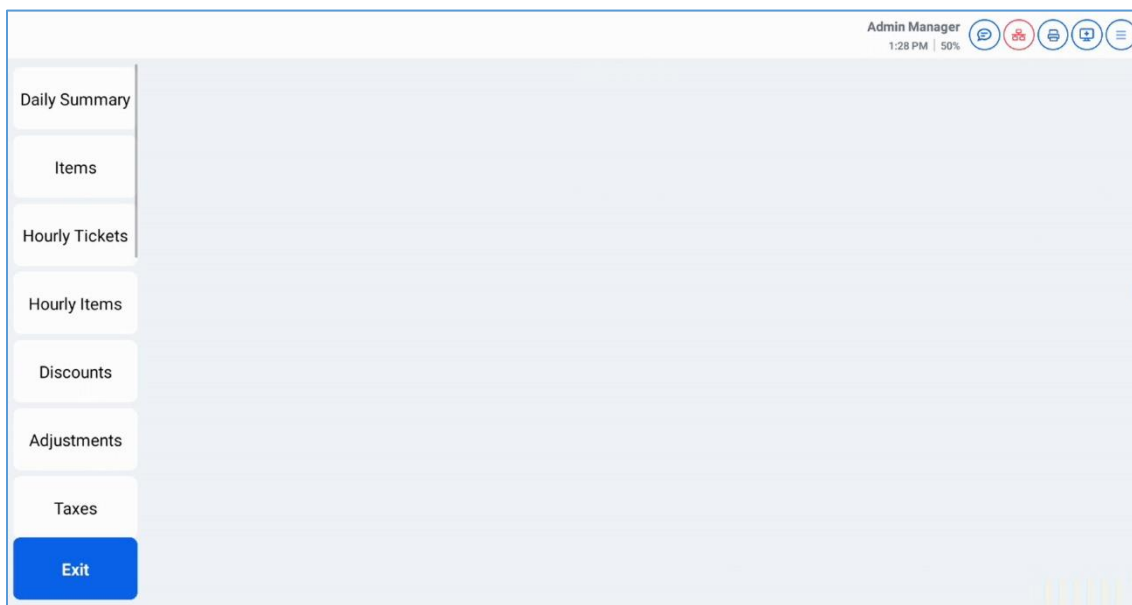 Admin Manager
1:28 PM | 50%
Daily Summary
Items
Hourly Tickets
Hourly Items
Discounts
Adjustments
Taxes
Exit